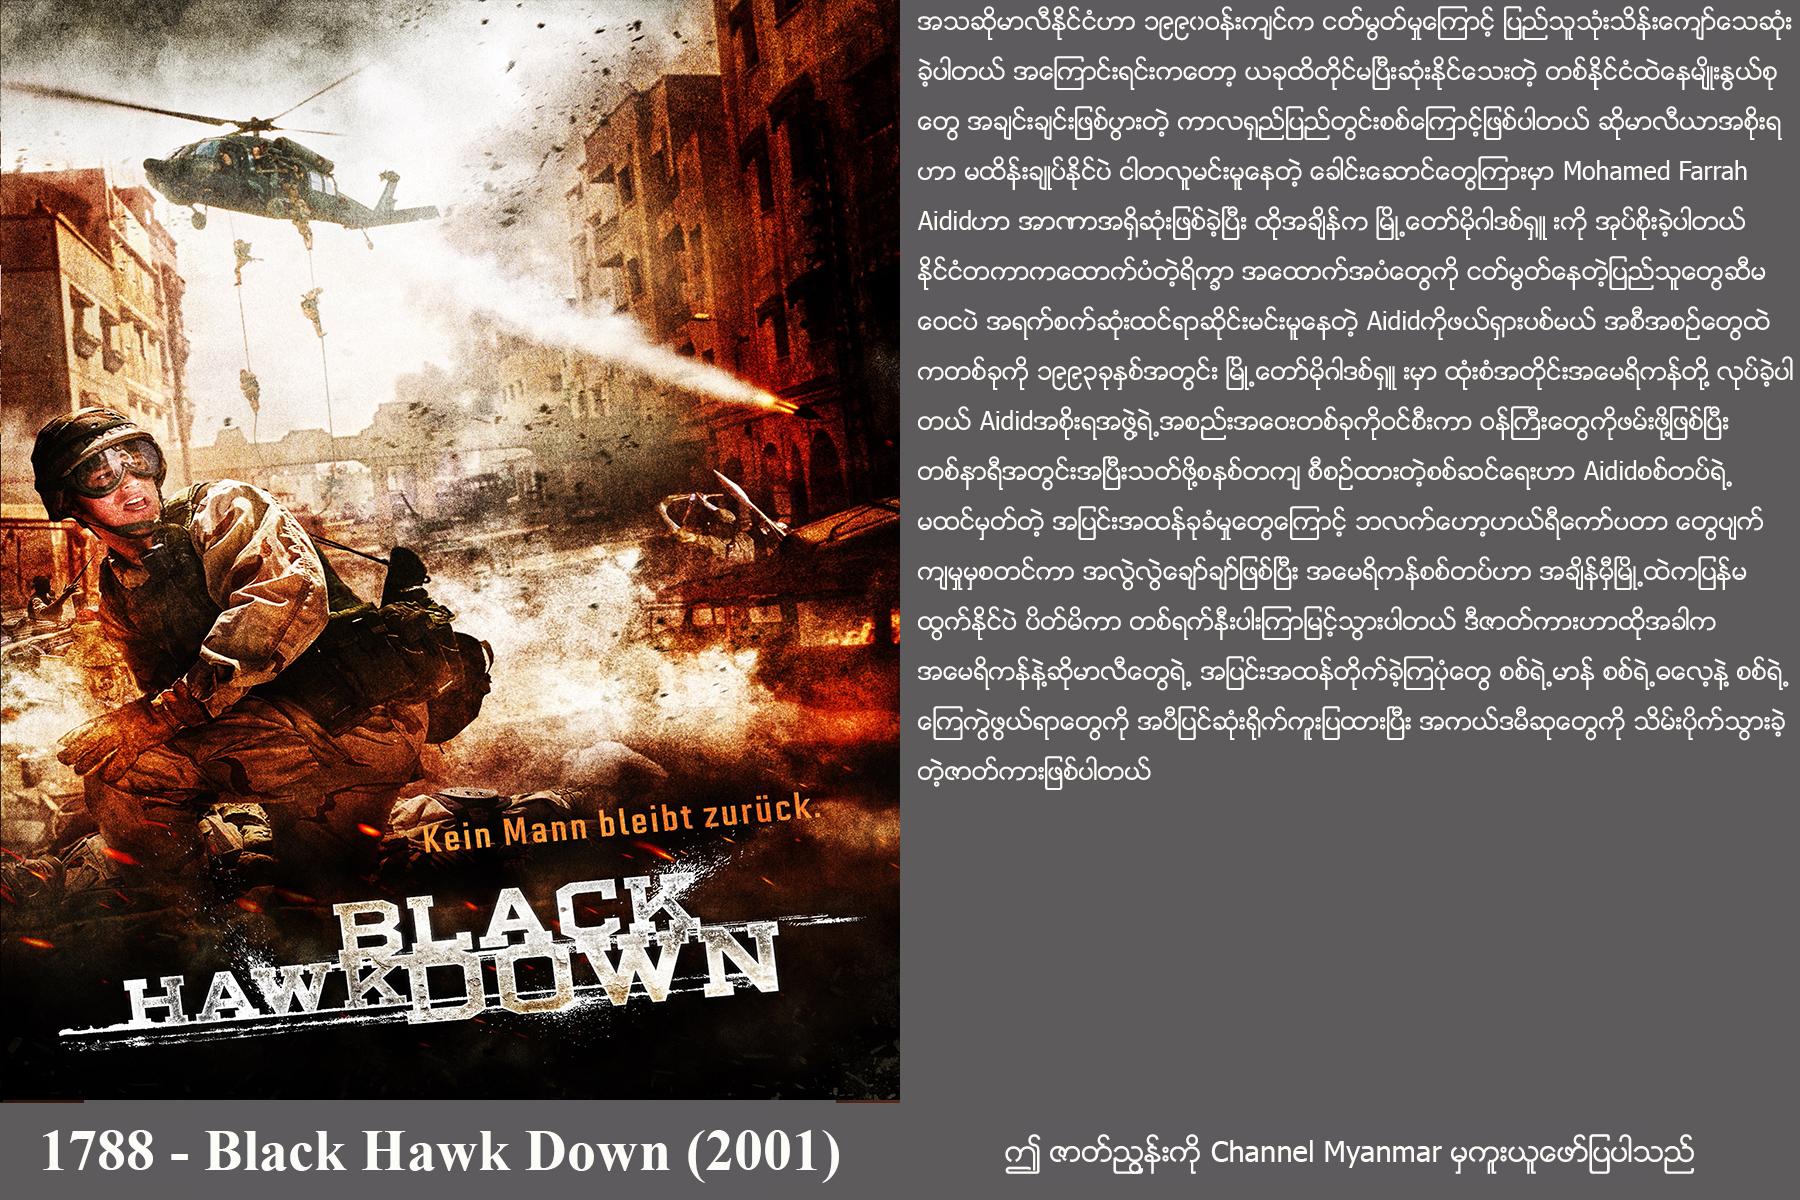 Kein Mann bleibt zurück.
BLACK
HAWKDOWN
1788 - Black Hawk Down (2001)
အသဆိုမာလီနိုင်ငံဟာ ၁၉၉၀ဝန်းကျင်က ငတ်မွတ်မှုကြောင့် ပြည်သူသုံးသိန်းကျော်သေဆုံး
ခဲ့ပါတယ် အကြောင်းရင်းကတော့ ယခုထိတိုင်မပြီးဆုံးနိုင်သေးတဲ့ တစ်နိုင်ငံထဲနေမျိုးနွယ်စု
တွေ အချင်းချင်းဖြစ်ပွားတဲ့ ကာလရှည်ပြည်တွင်းစစ်ကြောင့်ဖြစ်ပါတယ် ဆိုမာလီယာအစိုးရ
ဟာ မထိန်းချုပ်နိုင်ပဲ ငါတလူမင်းမူနေတဲ့ ခေါင်းဆောင်တွေကြားမှာ Mohamed Farrah
Aididဟာ အာဏာအရှိဆုံးဖြစ်ခဲ့ပြီး ထိုအချိန်က မြို့တော်မိုဂါဒစ်ရှူ းကို အုပ်စိုးခဲ့ပါတယ်
နိုင်ငံတကာကထောက်ပံတဲ့ရိက္ခာ အထောက်အပံတွေကို ငတ်မွတ်နေတဲ့ပြည်သူတွေဆီမ
ဝေငပဲ အရက်စက်ဆုံးထင်ရာဆိုင်းမင်းမူနေတဲ့ Aididကိုဖယ်ရှားပစ်မယ် အစီအစဉ်တွေထဲ
ကတစ်ခုကို ၁၉၉၃ခုနှစ်အတွင်း မြို့တော်မိုဂါဒစ်ရှူ းမှာ ထုံးစံအတိုင်းအမေရိကန်တို့ လုပ်ခဲ့ပါ
တယ် Aididအစိုးရအဖွဲ့ရဲ့အစည်းအဝေးတစ်ခုကိုဝင်စီးကာ ဝန်ကြီးတွေကိုဖမ်းဖို့ဖြစ်ပြီး
တစ်နာရီအတွင်းအပြီးသတ်ဖို့စနစ်တကျ စီစဉ်ထားတဲ့စစ်ဆင်ရေးဟာ Aididစစ်တပ်ရဲ့
မထင်မှတ်တဲ့ အပြင်းအထန်ခုခံမှုတွေကြောင့် ဘလက်ဟော့ဟယ်ရီကော်ပတာ တွေပျက်
ကျမှုမှစတင်ကာ အလွဲလွဲချော်ချော်ဖြစ်ပြီး အမေရိကန်စစ်တပ်ဟာ အချိန်မှီမြို့ထဲကပြန်မ
ထွက်နိုင်ပဲ ပိတ်မိကာ တစ်ရက်နီးပါးကြာမြင့်သွားပါတယ် ဒီဇာတ်ကားဟာထိုအခါက
အမေရိကန်နဲ့ဆိုမာလီတွေရဲ့ အပြင်းအထန်တိုက်ခဲ့ကြပုံတွေ စစ်ရဲ့မာန် စစ်ရဲ့ဓလေ့နဲ့ စစ်ရဲ့
ကြေကွဲဖွယ်ရာတွေကို အပီပြင်ဆုံးရိုက်ကူးပြထားပြီး အကယ်ဒမီဆုတွေကို သိမ်းပိုက်သွားခဲ့
တဲ့ဇာတ်ကားဖြစ်ပါတယ်
ဤ ဇာတ်ညွှန်းကို Channel Myanmar မှကူးယူဖော်ပြပါသည်